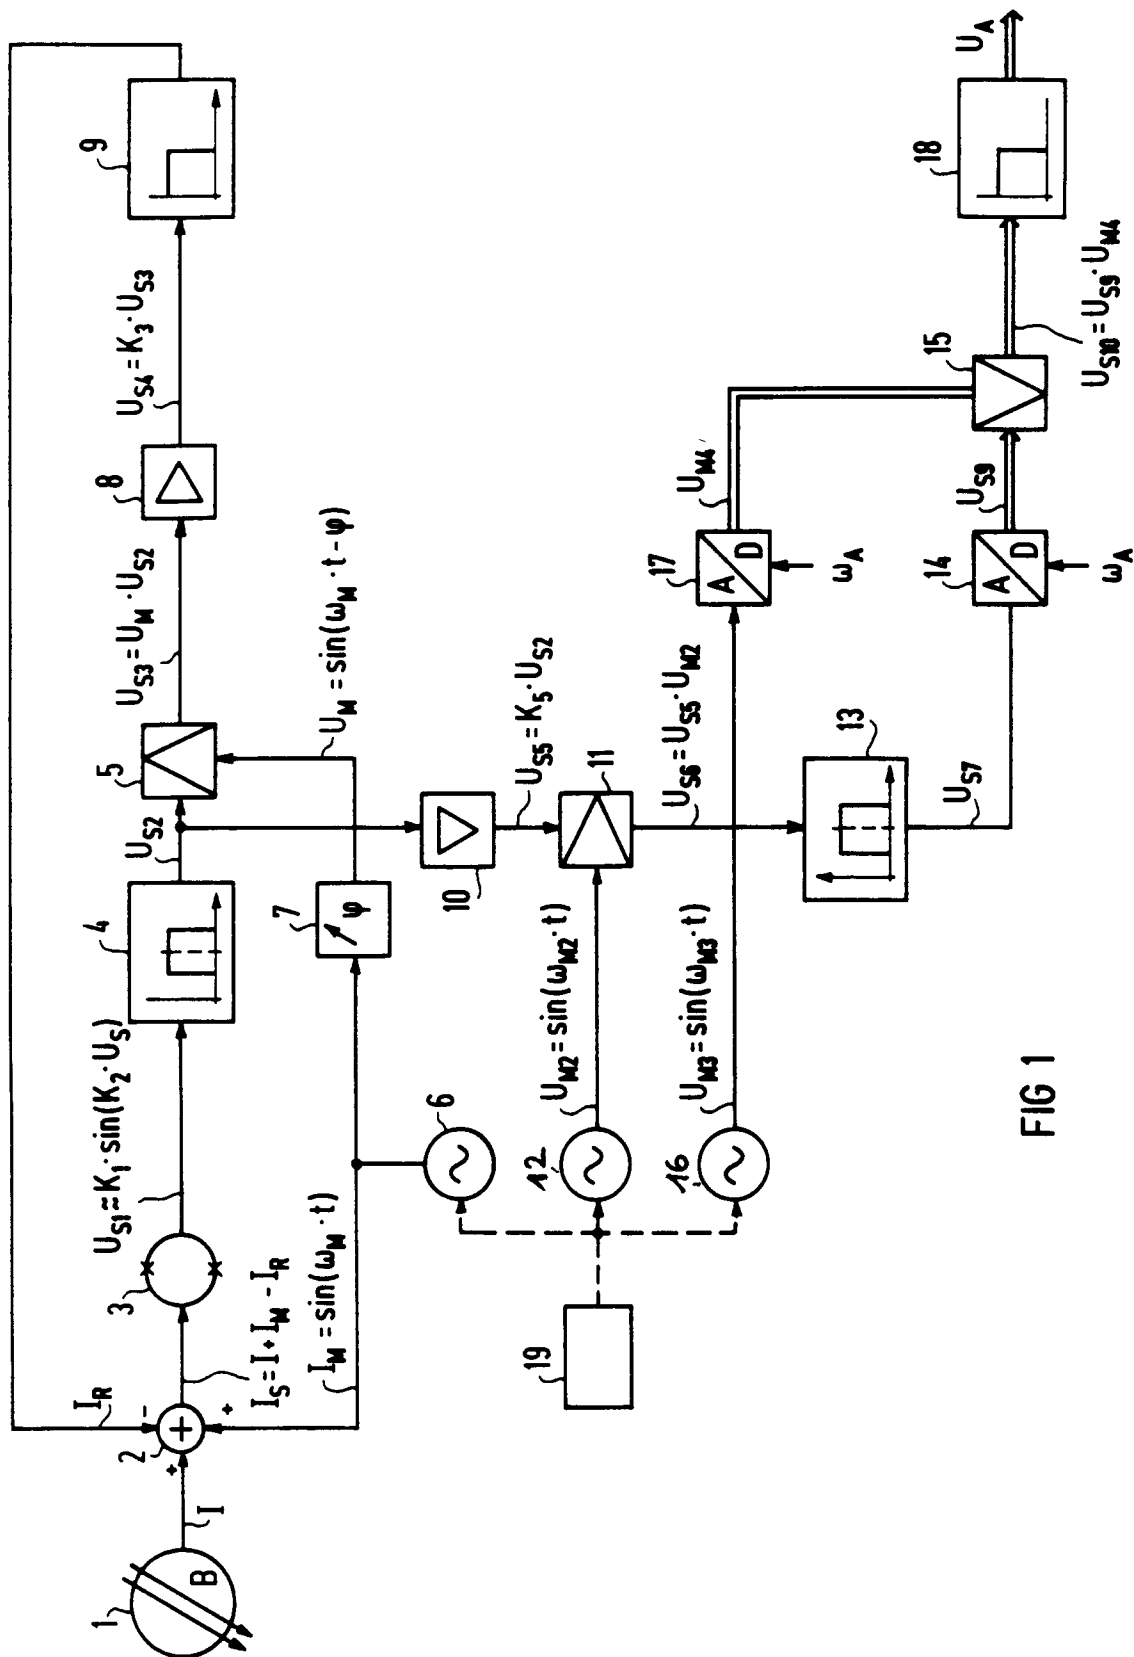 1
B
I
2
+
-
+
+
I_R
I_S = I + I_M - I_R
3
U_S1 ≈ K_1 · sin(K_2 · U_S)
4
U_S2
5
U_S3 = U_M · U_S2
8
U_S4 = K_3 · U_S3
9
I_M = sin(ω_M · t)
7
φ
U_M = sin(ω_M · t - φ)
6
10
U_S5 = K_5 · U_S2
12
U_M2 = sin(ω_M2 · t)
11
U_S6 = U_S5 · U_M2
16
U_M3 = sin(ω_M3 · t)
17
A
D
ω_A
U_M4
19
13
U_S7
14
A
D
ω_A
U_S9
15
U_S10 = U_S9 · U_M4
18
U_A
FIG 1